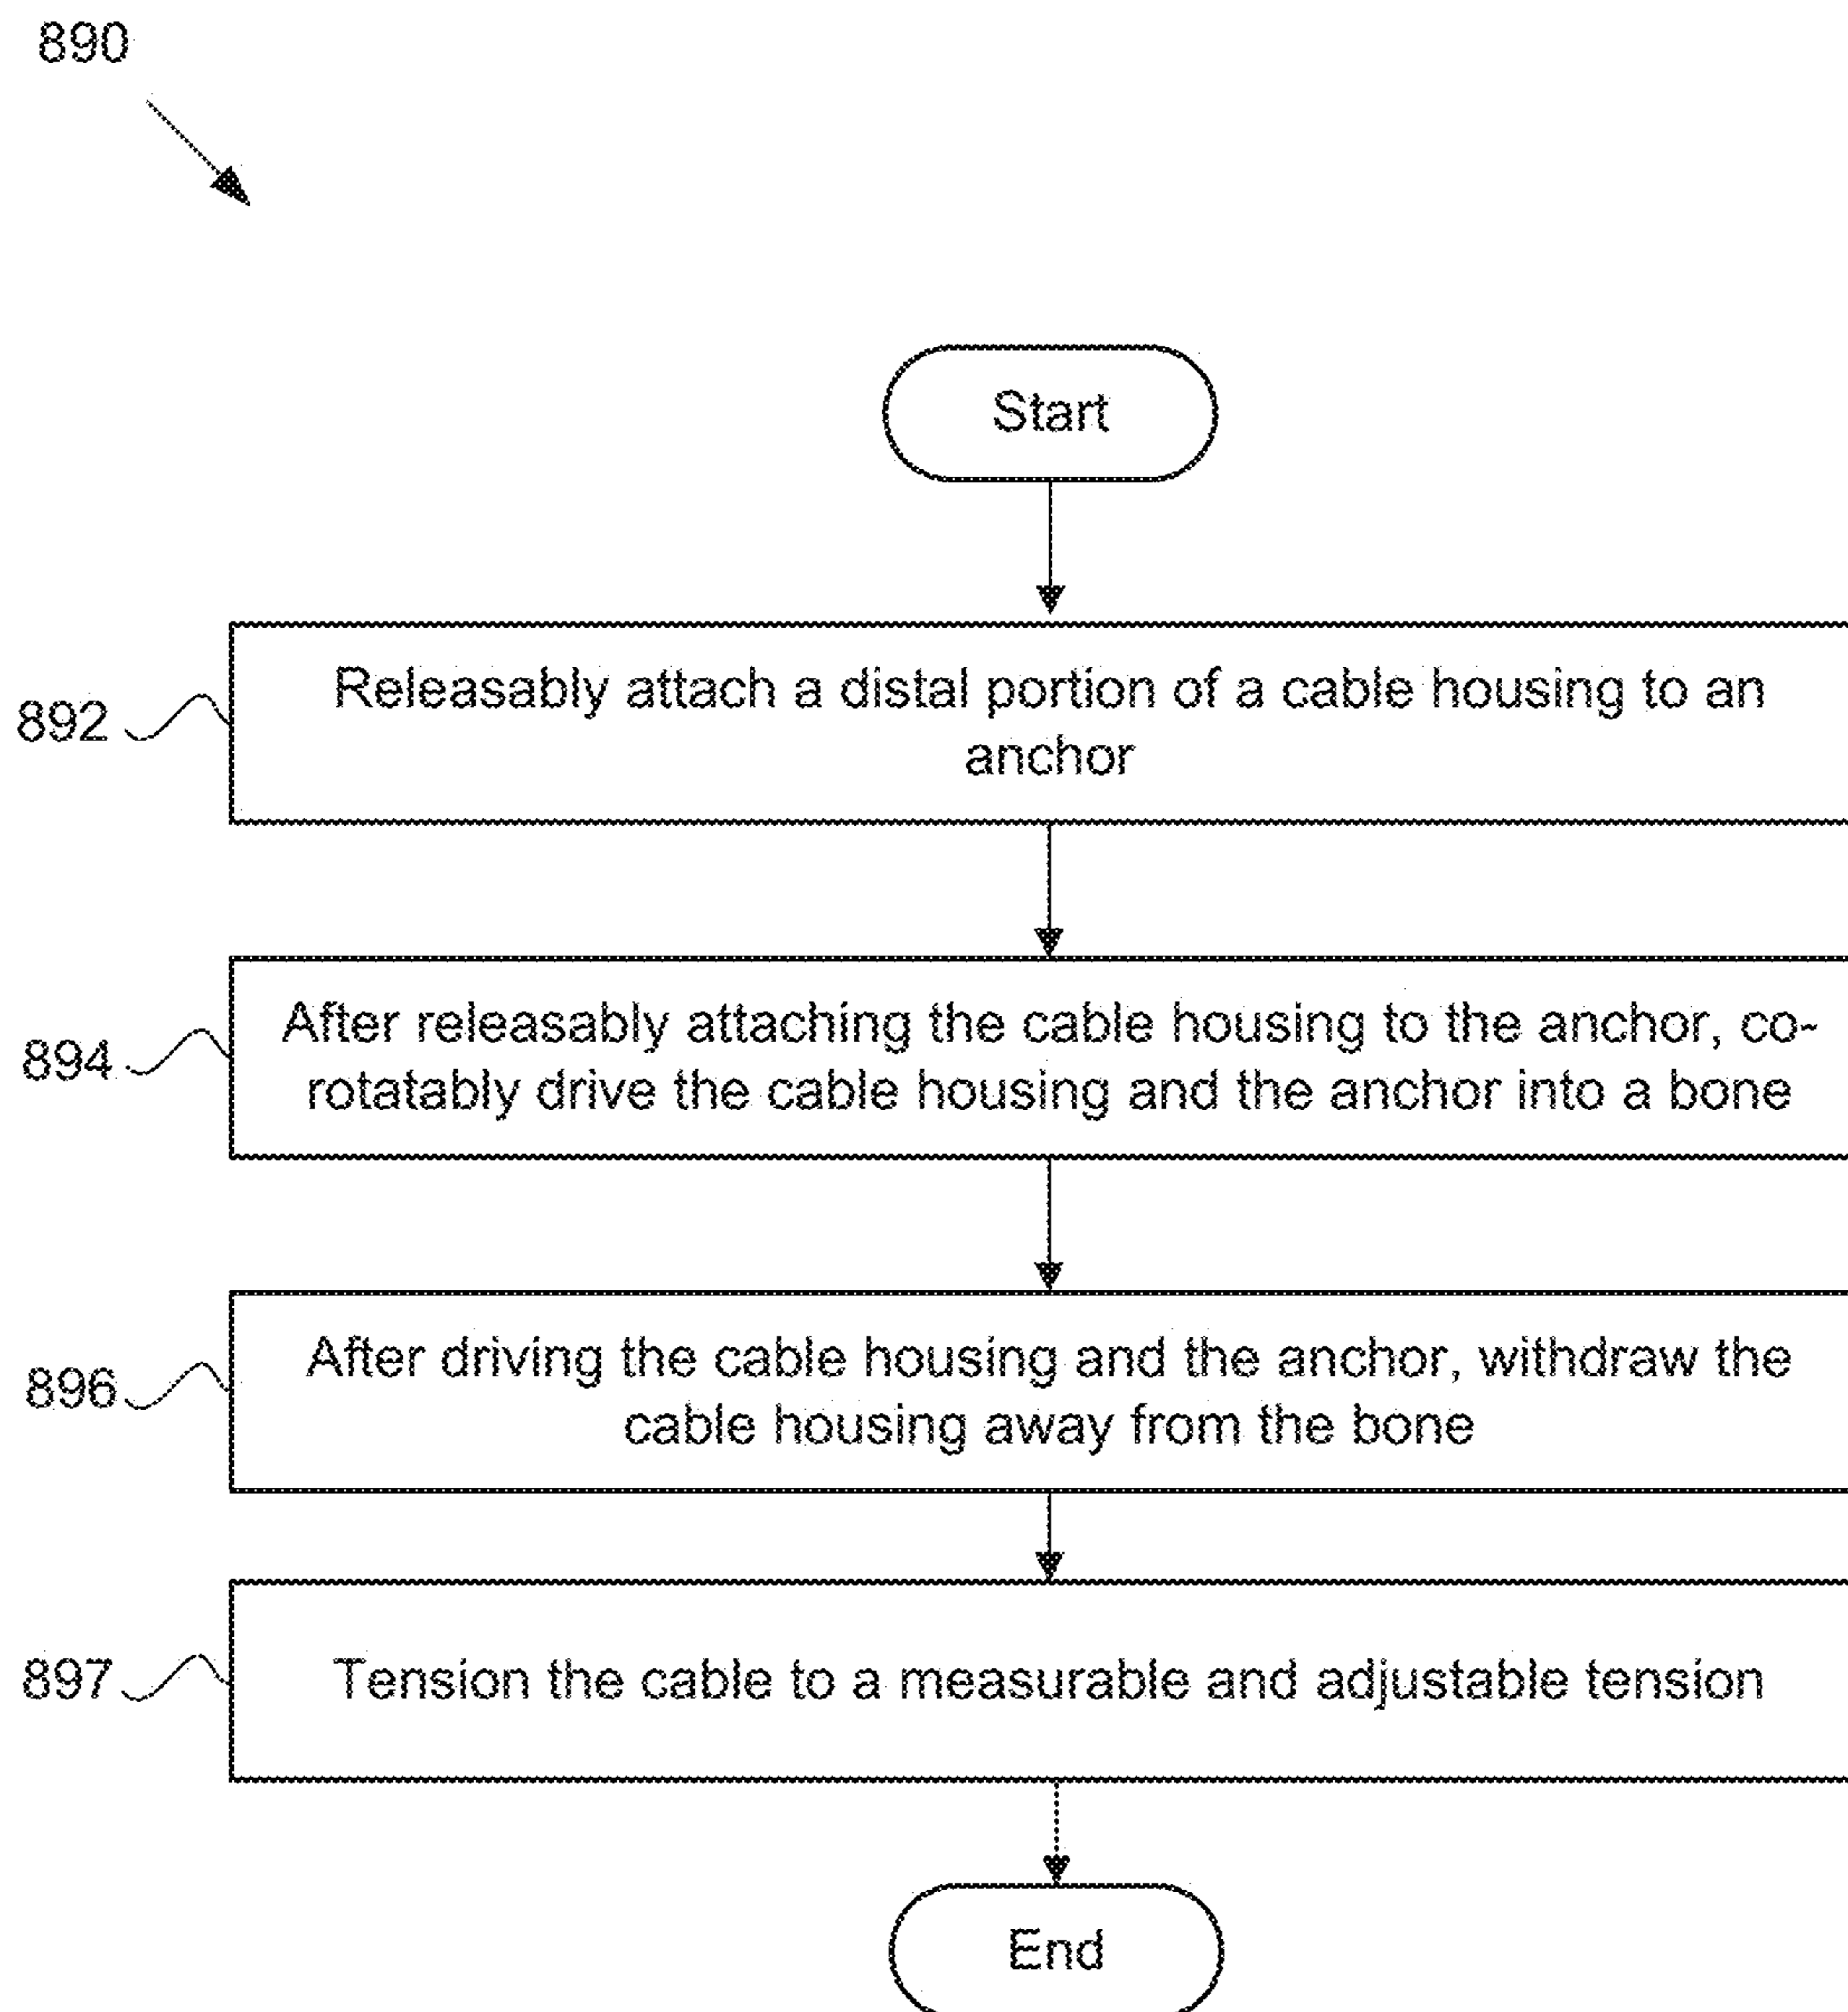 890
Start
892
Releasably attach a distal portion of a cable housing to an
anchor
894
After releasably attaching the cable housing to the anchor, co-
rotatably drive the cable housing and the anchor into a bone
896
After driving the cable housing and the anchor, withdraw the
cable housing away from the bone
897
Tension the cable to a measurable and adjustable tension
End